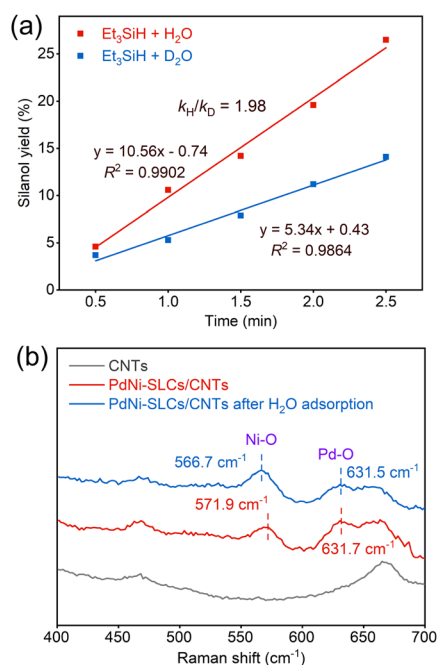 (a)
Et₃SiH + H₂O
Et₃SiH + D₂O
25
20
15
10
5
0
Silanol yield (%)
k_H/k_D = 1.98
y = 10.56x - 0.74
R² = 0.9902
y = 5.34x + 0.43
R² = 0.9864
0.5 1.0 1.5 2.0 2.5
Time (min)
(b)
CNTs
PdNi-SLCs/CNTs
PdNi-SLCs/CNTs after H₂O adsorption
Ni-O
Pd-O
566.7 cm⁻¹
631.5 cm⁻¹
571.9 cm⁻¹
631.7 cm⁻¹
400 450 500 550 600 650 700
Raman shift (cm⁻¹)